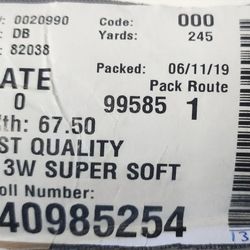 : 0020990 Code: 000
: DB Yards: 245
: 82038
ATE Packed: 06/11/19
0 99585 Pack Route 1
th: 67.50
ST QUALITY
3W SUPER SOFT
oll Number:
40985254